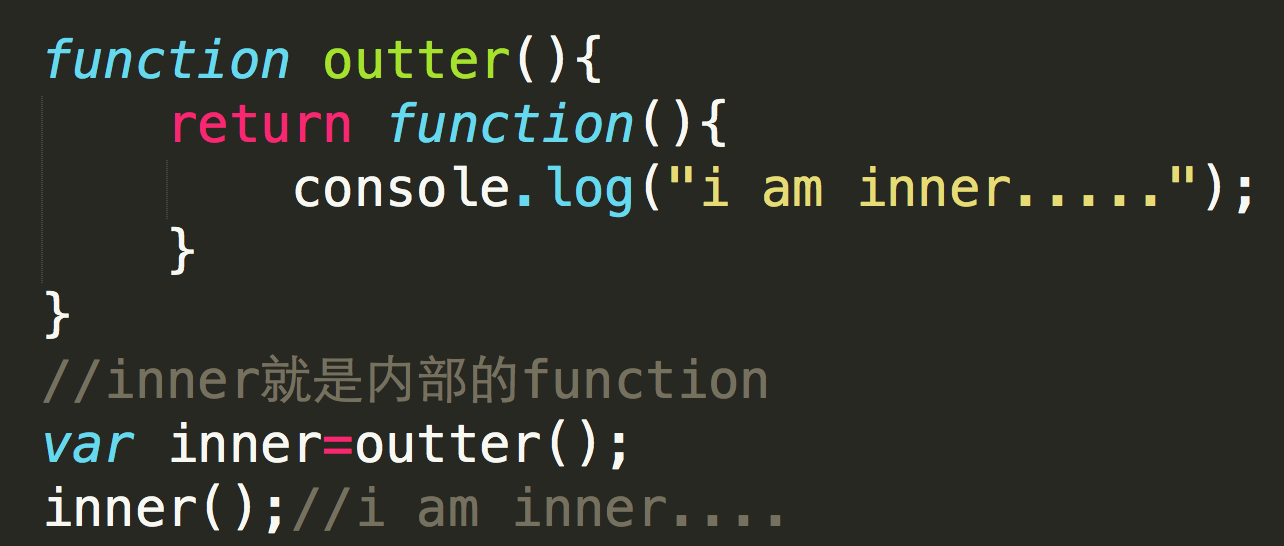 function outter(){
    return function(){
        console.log("i am inner.....");
    }
}
//inner就是内部的function
var inner=outter();
inner();//i am inner....